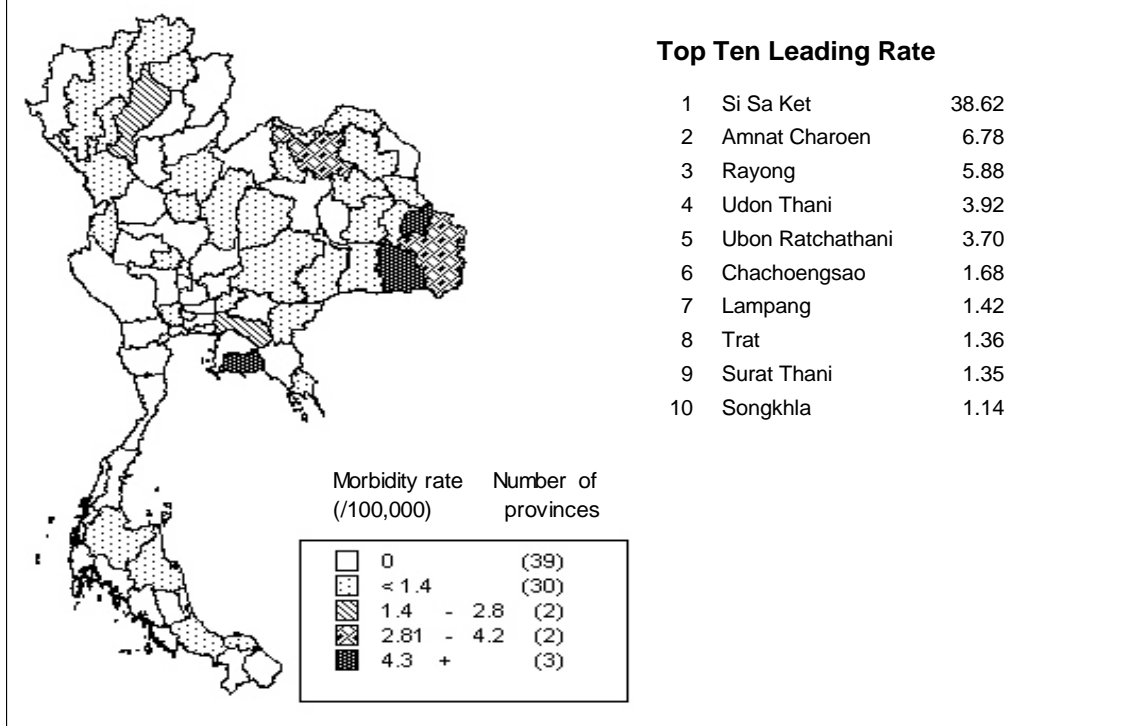 Top Ten Leading Rate
1 Si Sa Ket 38.62
2 Amnat Charoen 6.78
3 Rayong 5.88
4 Udon Thani 3.92
5 Ubon Ratchathani 3.70
6 Chachoengsao 1.68
7 Lampang 1.42
8 Trat 1.36
9 Surat Thani 1.35
10 Songkhla 1.14
Morbidity rate Number of
(/100,000) provinces
0 (39)
< 1.4 (30)
1.4 - 2.8 (2)
2.81 - 4.2 (2)
4.3 + (3)